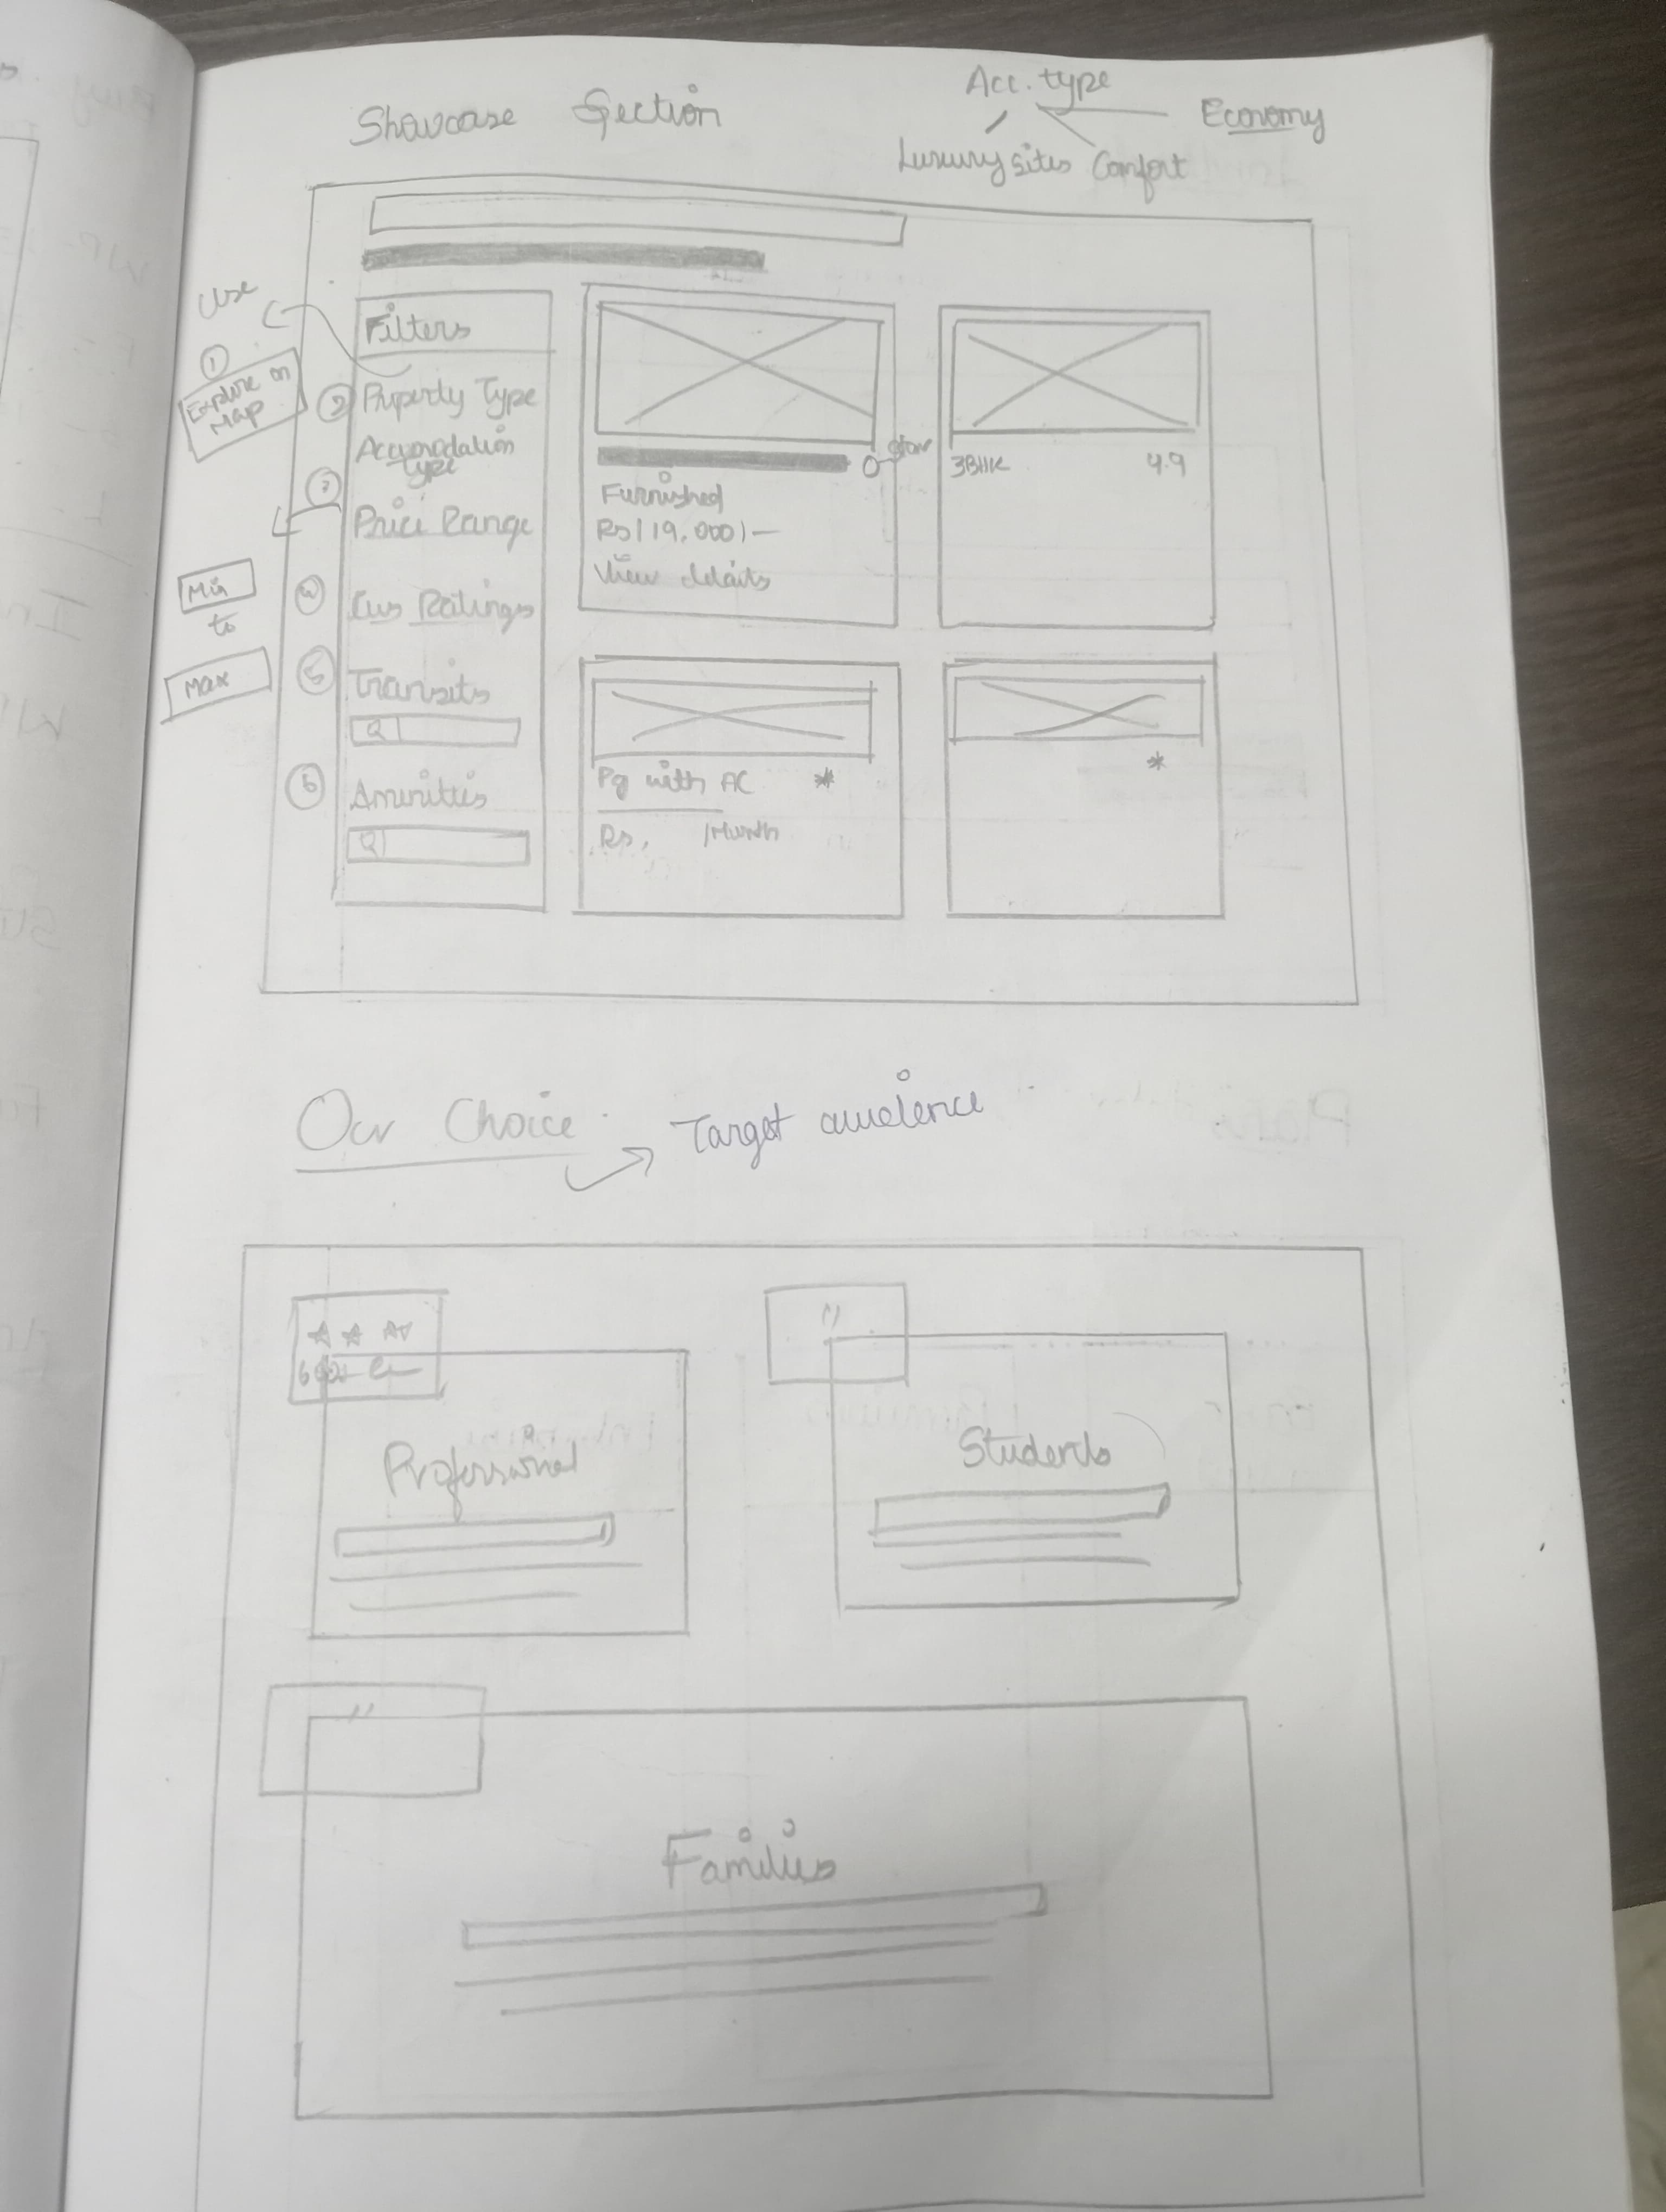 Showcase Section
Acc. type
Economy
Luxury sites Comfort
Use
1
Explore on
Map
Filters
2 Property Type
Accomodation
type
3
Price Range
Min
to
Max
4 Cus Ratings
5 Transits
Q
6 Amenities
Q
star
Furnished
Rs/19,000/-
View details
3BHK 4.9
Pg with AC *
Rs. /Month
*
Our Choice
Target audience
Professional
"
Students
"
Families